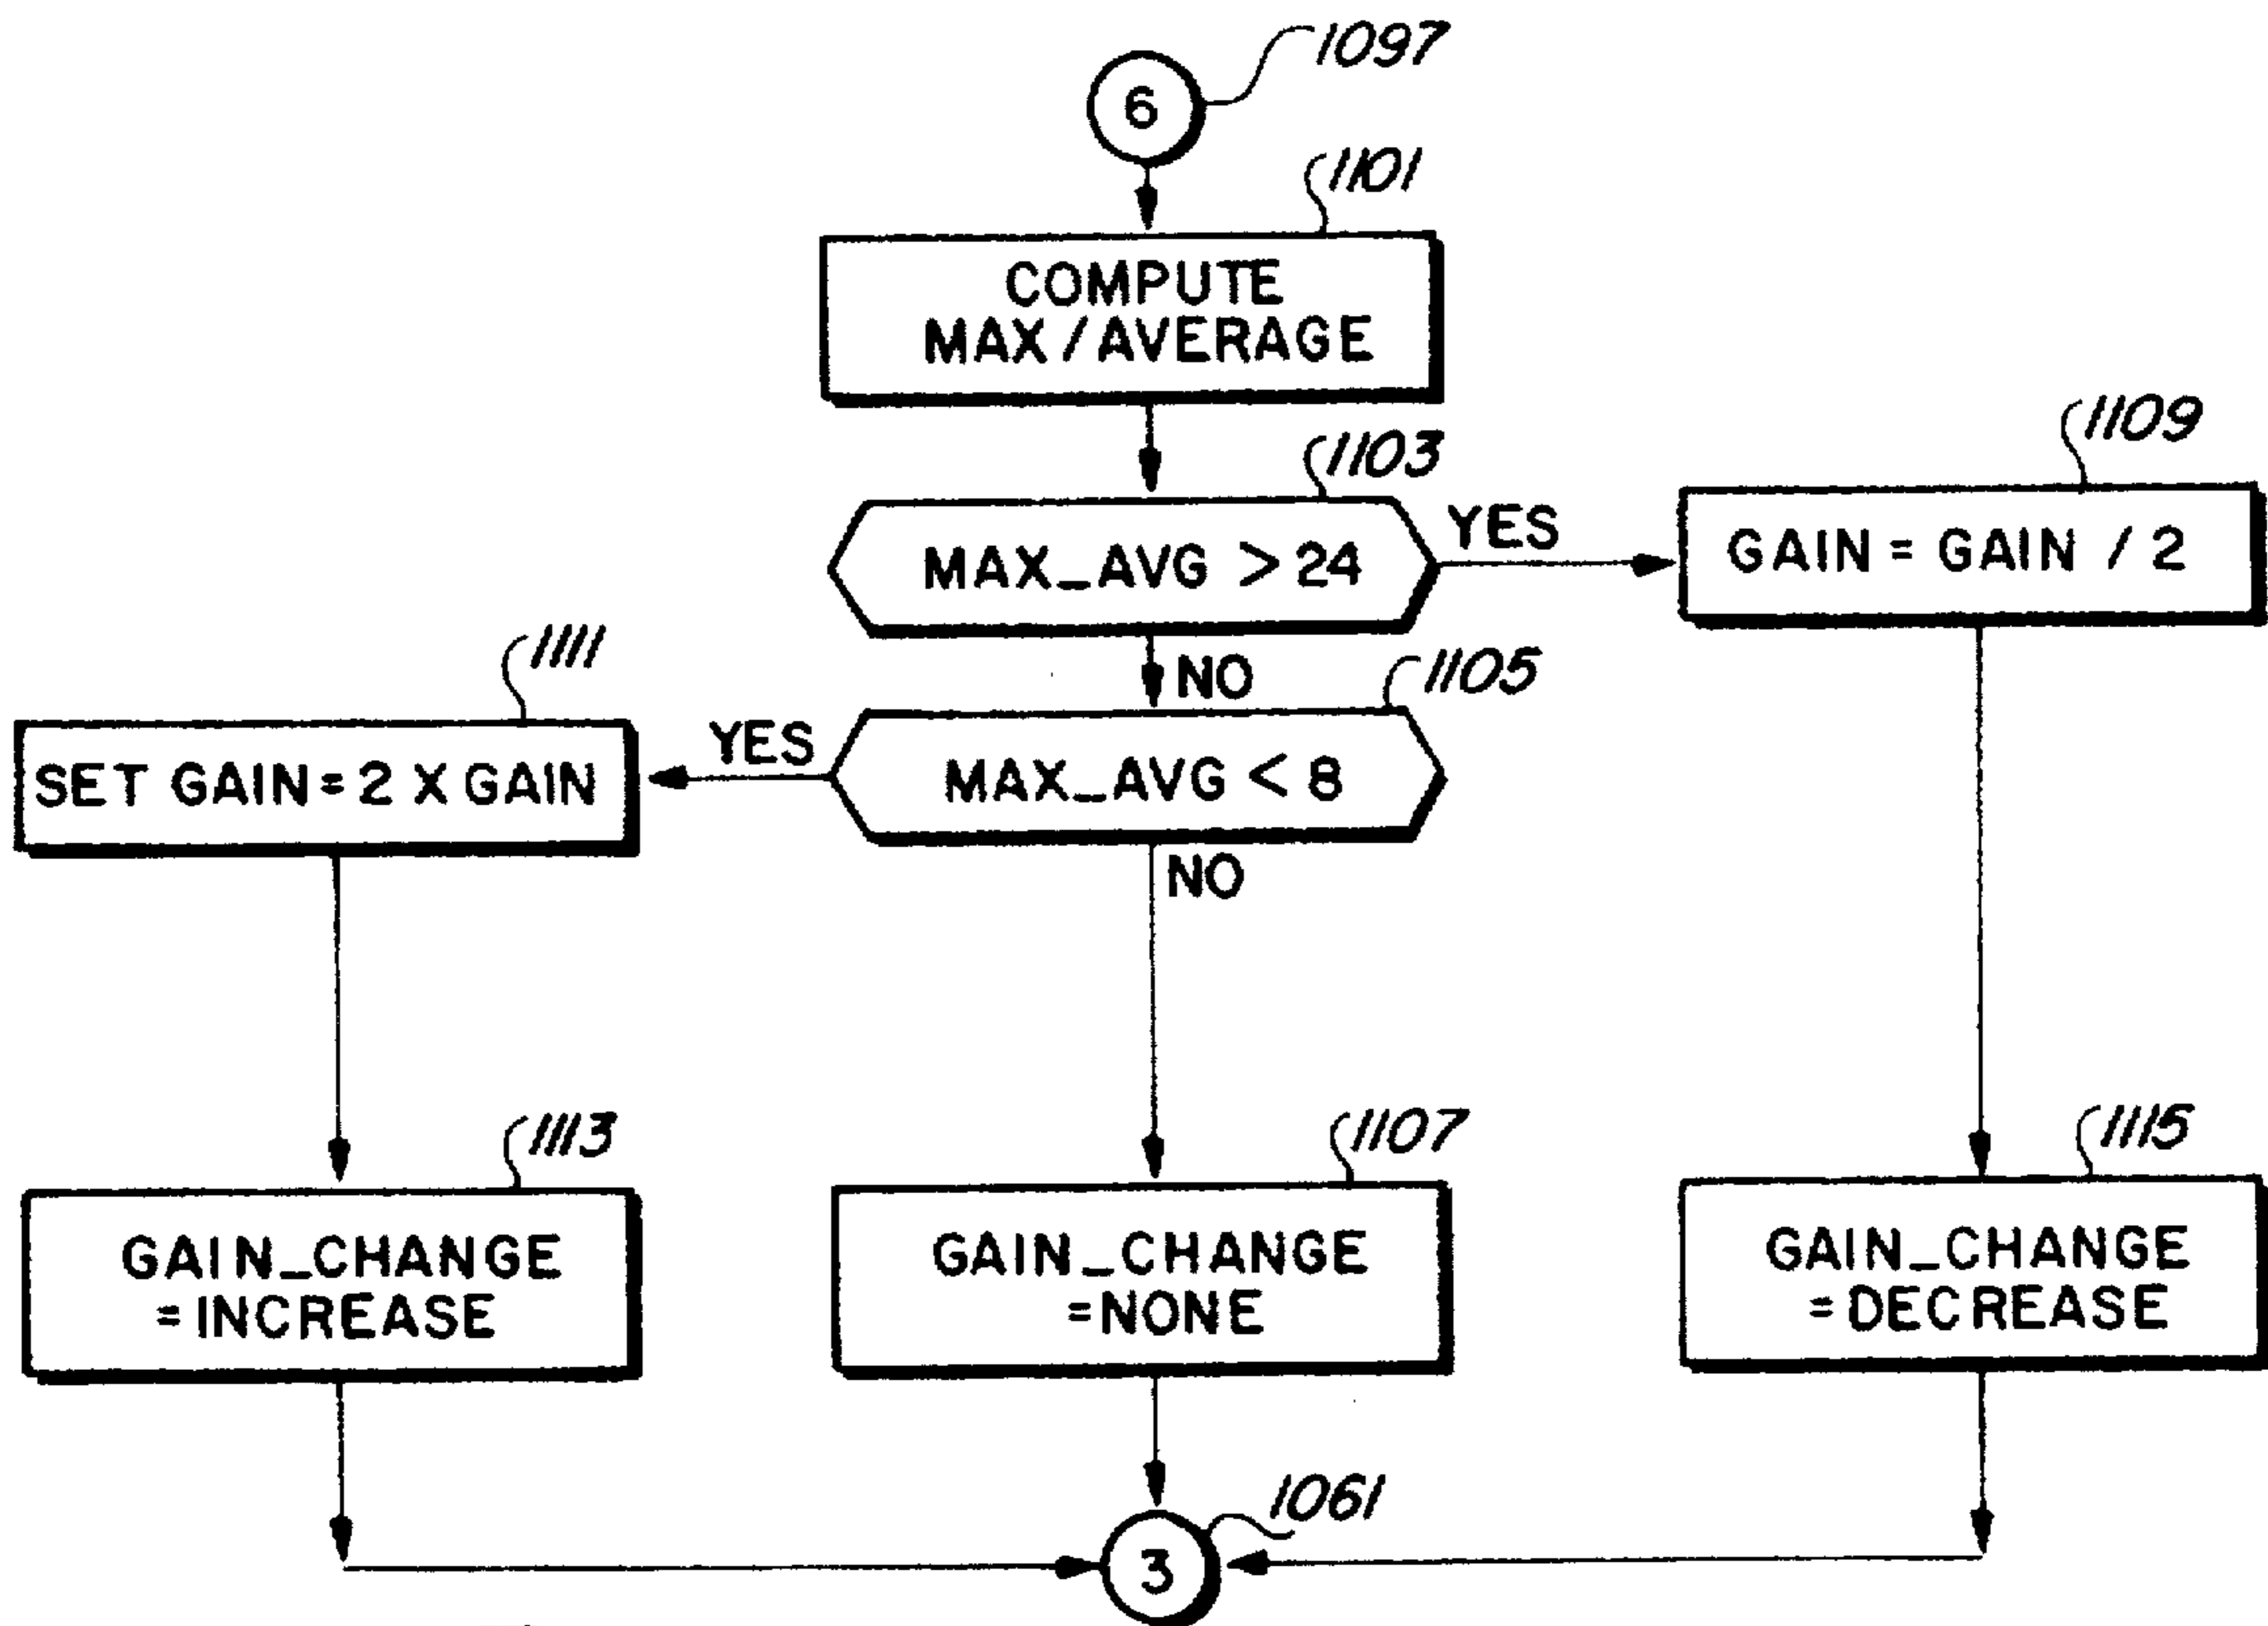 1097
6
1101
COMPUTE
MAX/AVERAGE
1103
1109
MAX_AVG > 24
YES
GAIN = GAIN / 2
1111
NO
1105
SET GAIN=2 X GAIN
YES
MAX_AVG < 8
NO
1113
1107
1115
GAIN_CHANGE
=INCREASE
GAIN_CHANGE
=NONE
GAIN_CHANGE
=DECREASE
1061
3